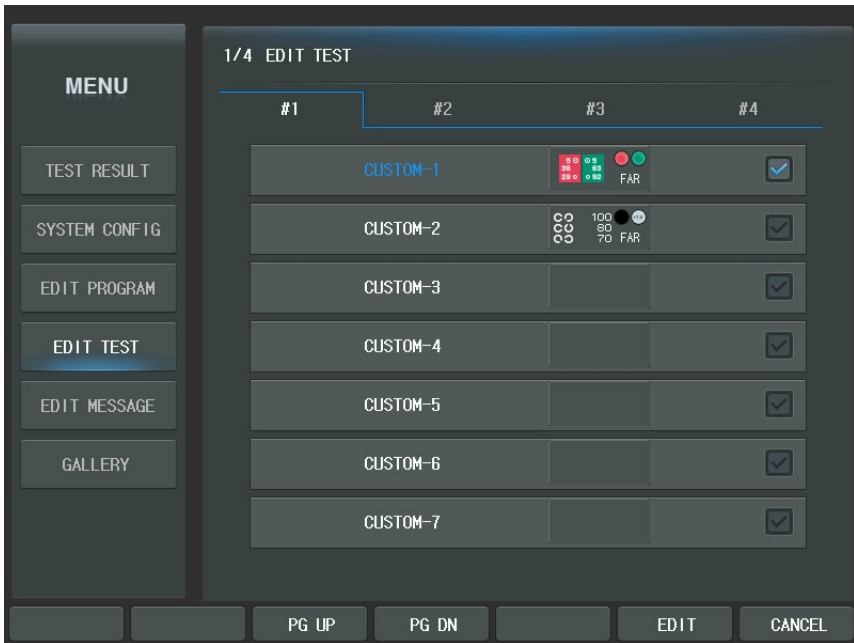 1/4 EDIT TEST
MENU
#1 #2 #3 #4
TEST RESULT
SYSTEM CONFIG
EDIT PROGRAM
EDIT TEST
EDIT MESSAGE
GALLERY
CUSTOM-1
FAR
CUSTOM-2
100
80
70 FAR
CUSTOM-3
CUSTOM-4
CUSTOM-5
CUSTOM-6
CUSTOM-7
PG UP PG DN EDIT CANCEL